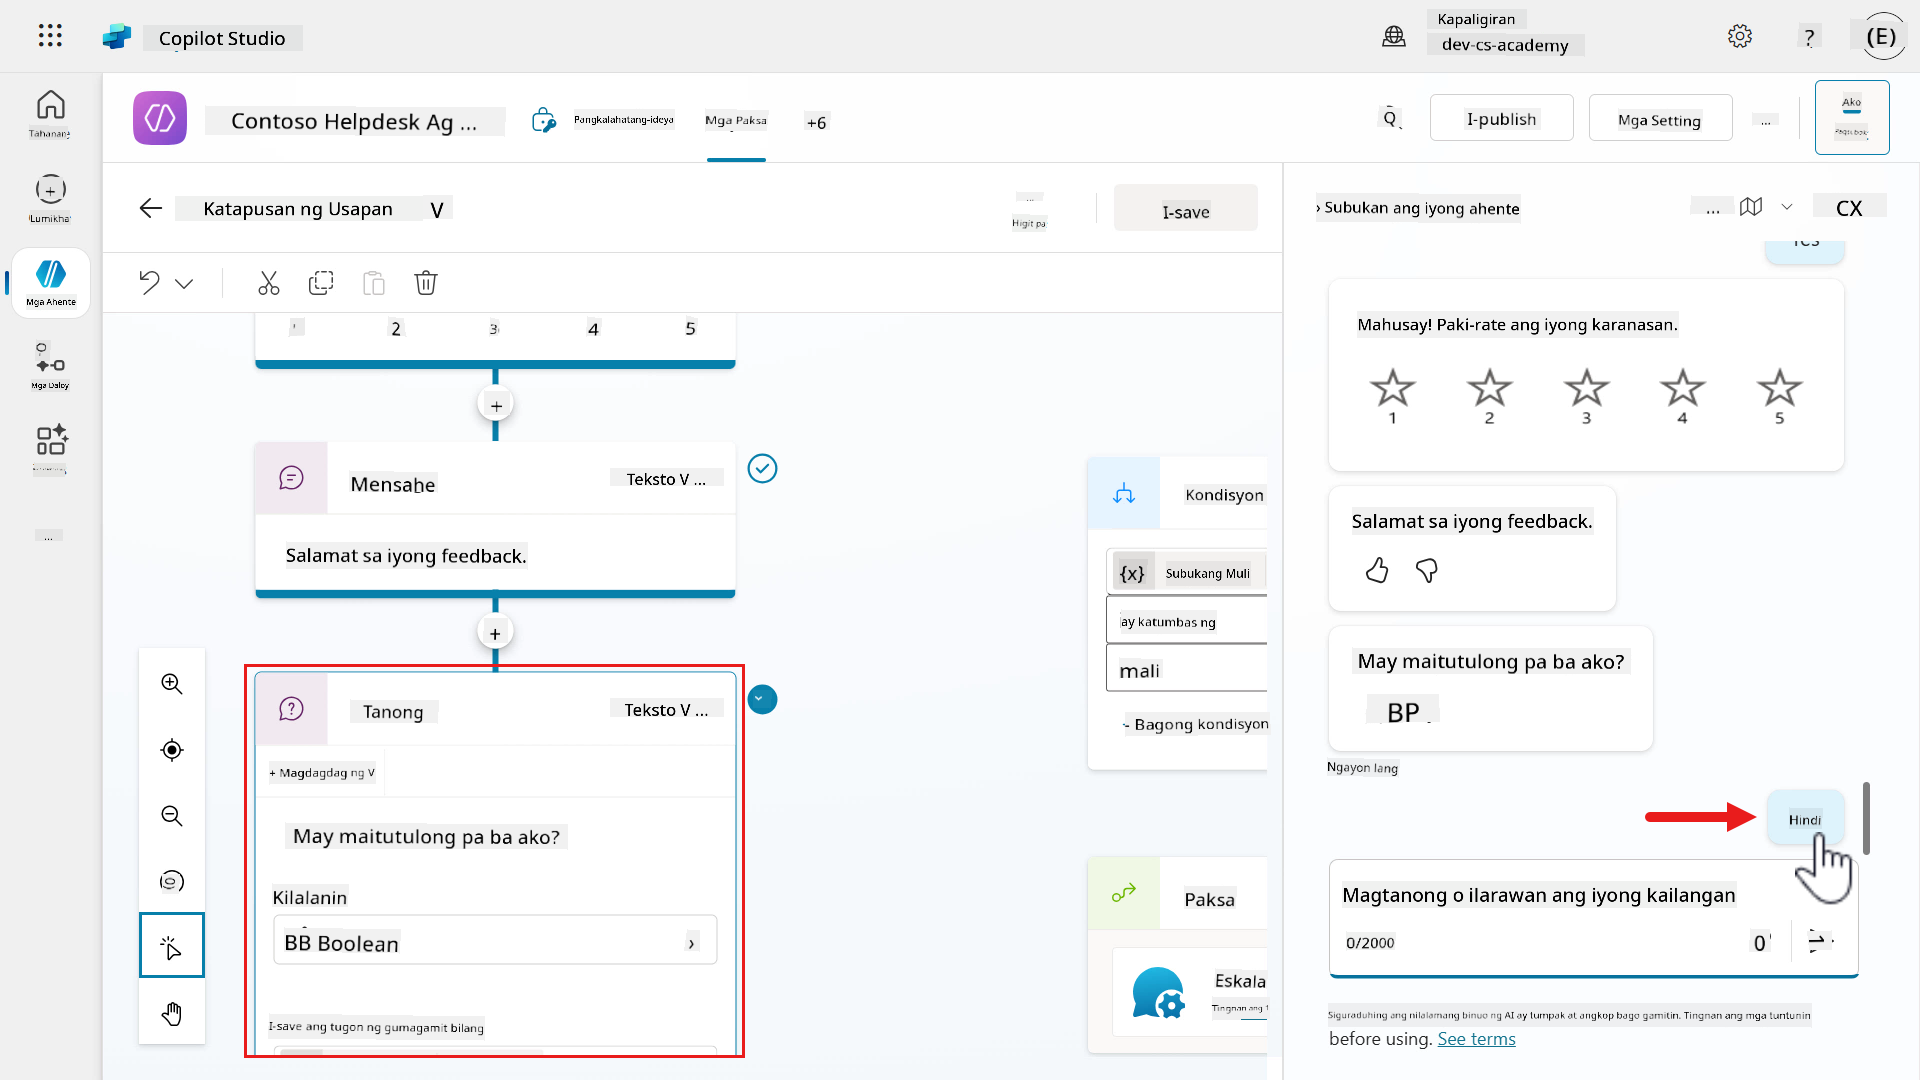 Copilot Studio
Kapaligiran
dev-cs-academy
?
(E)
Tahanan
Lumikha
Mga Ahente
Mga Daloy
...
Contoso Helpdesk Ag ...
Pangkalahatang-ideya
Mga Paksa
+6
Q
I-publish
Mga Setting
...
Ako
Katapusan ng Usapan
V
...
Higit pa
I-save
› Subukan ang iyong ahente
...
CX
2
3
4
5
Mensahe
Teksto V ...
Salamat sa iyong feedback.
Tanong
Teksto V ...
+ Magdagdag ng V
May maitutulong pa ba ako?
Kilalanin
BB Boolean
›
I-save ang tugon ng gumagamit bilang
Kondisyon
{x}
Subukang Muli
ay katumbas ng
mali
- Bagong kondisyon
Paksa
Eskala
Tingnan ang
Yes
Mahusay! Paki-rate ang iyong karanasan.
1
2
3
4
5
Salamat sa iyong feedback.
May maitutulong pa ba ako?
BP
Ngayon lang
Hindi
Magtanong o ilarawan ang iyong kailangan
0/2000
0
Siguraduhing ang nilalamang binuo ng AI ay tumpak at angkop bago gamitin. Tingnan ang mga tuntunin
before using. See terms